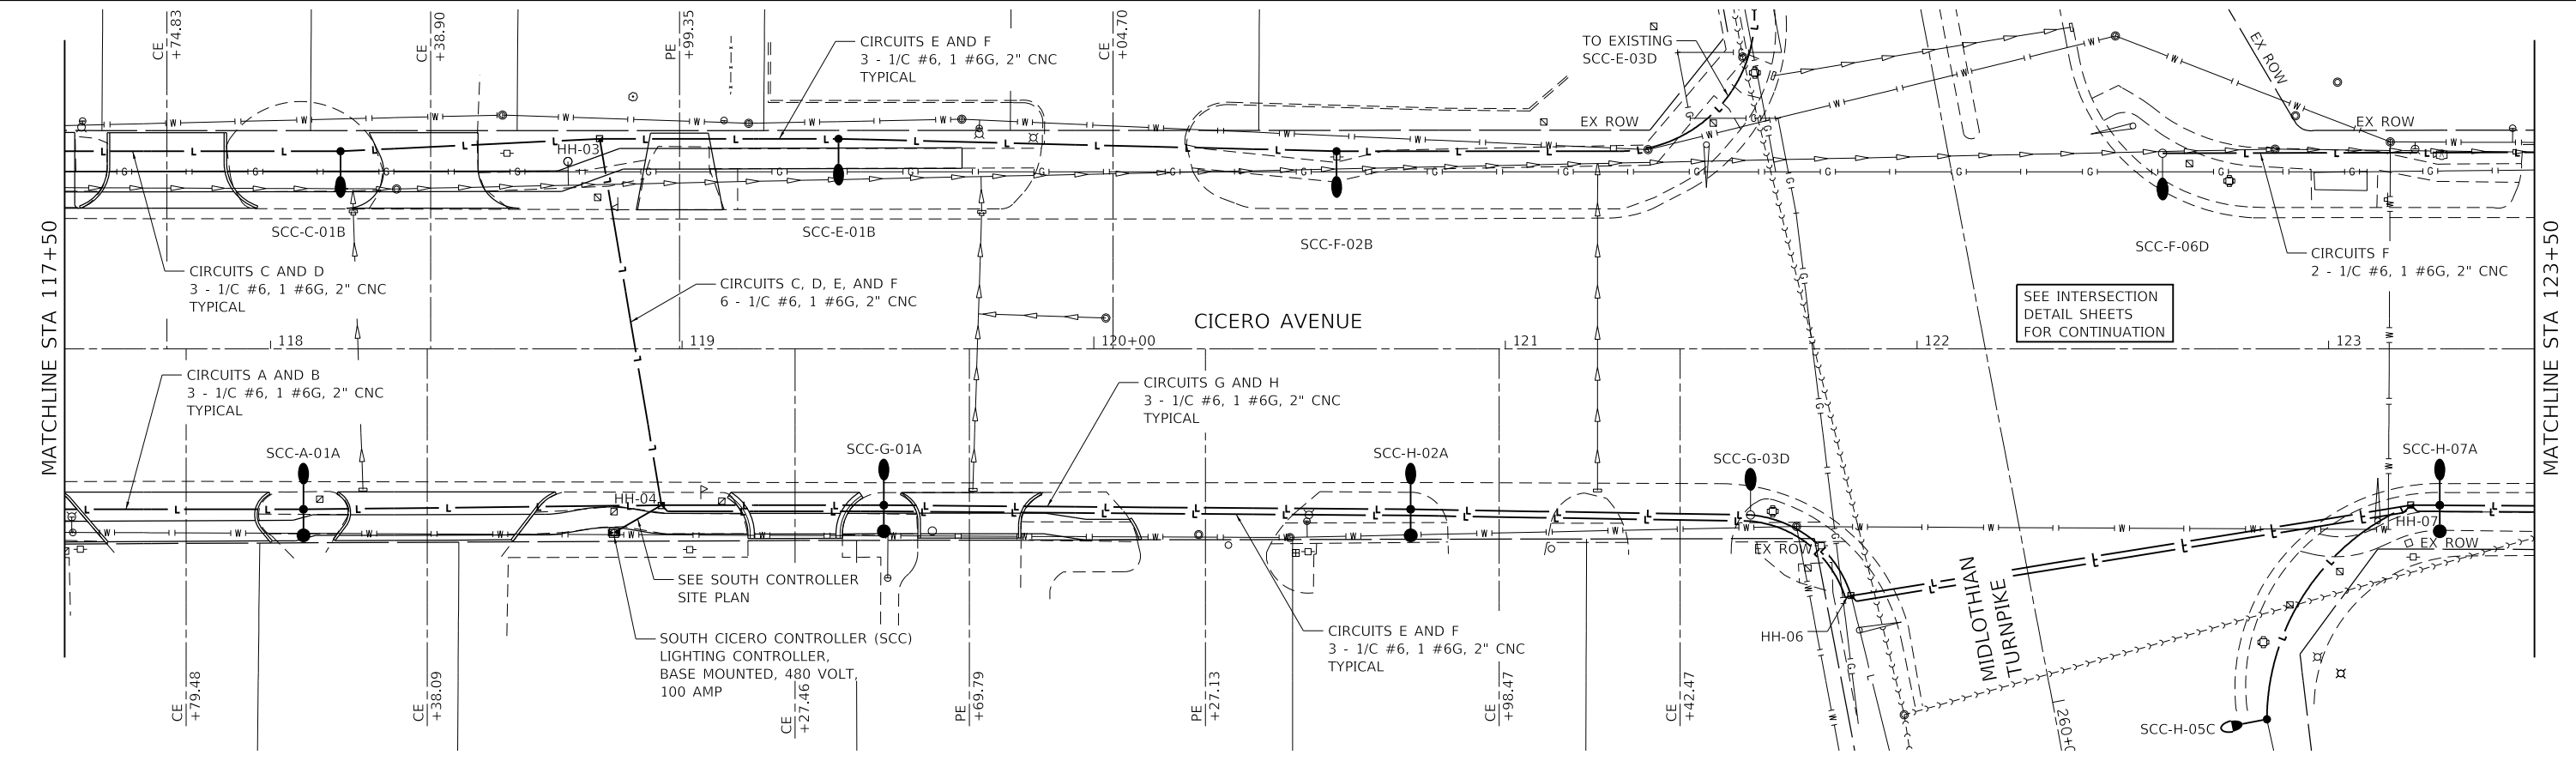 CE
+74.83
CE
+38.90
PE
+99.35
CE
+04.70
CIRCUITS E AND F
3 - 1/C #6, 1 #6G, 2" CNC
TYPICAL
TO EXISTING
SCC-E-03D
EX ROW
EX ROW
EX ROW
HH-03
SCC-C-01B
SCC-E-01B
SCC-F-02B
SCC-F-06D
CIRCUITS C AND D
3 - 1/C #6, 1 #6G, 2" CNC
TYPICAL
CIRCUITS C, D, E, AND F
6 - 1/C #6, 1 #6G, 2" CNC
CIRCUITS F
2 - 1/C #6, 1 #6G, 2" CNC
SEE INTERSECTION
DETAIL SHEETS
FOR CONTINUATION
CICERO AVENUE
MATCHLINE STA 117+50
MATCHLINE STA 123+50
118
119
120+00
121
122
123
CIRCUITS A AND B
3 - 1/C #6, 1 #6G, 2" CNC
TYPICAL
CIRCUITS G AND H
3 - 1/C #6, 1 #6G, 2" CNC
TYPICAL
SCC-A-01A
SCC-G-01A
SCC-H-02A
SCC-G-03D
SCC-H-07A
HH-04
HH-07
EX ROW
EX ROW
SEE SOUTH CONTROLLER
SITE PLAN
SOUTH CICERO CONTROLLER (SCC)
LIGHTING CONTROLLER,
BASE MOUNTED, 480 VOLT,
100 AMP
CIRCUITS E AND F
3 - 1/C #6, 1 #6G, 2" CNC
TYPICAL
HH-06
MIDLOTHIAN
TURNPIKE
SCC-H-05C
CE
+79.48
CE
+38.09
CE
+27.46
PE
+69.79
PE
+27.13
CE
+98.47
CE
+42.47